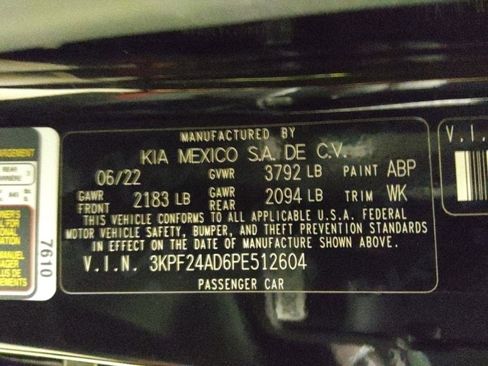 MANUFACTURED BY
KIA MEXICO S.A. DE C.V.
06/22 GVWR 3792 LB PAINT ABP
GAWR FRONT 2183 LB GAWR REAR 2094 LB TRIM WK
THIS VEHICLE CONFORMS TO ALL APPLICABLE U.S.A. FEDERAL
MOTOR VEHICLE SAFETY, BUMPER, AND THEFT PREVENTION STANDARDS
IN EFFECT ON THE DATE OF MANUFACTURE SHOWN ABOVE.
V.I.N. 3KPF24AD6PE512604
PASSENGER CAR
7610
REAR
V.I.